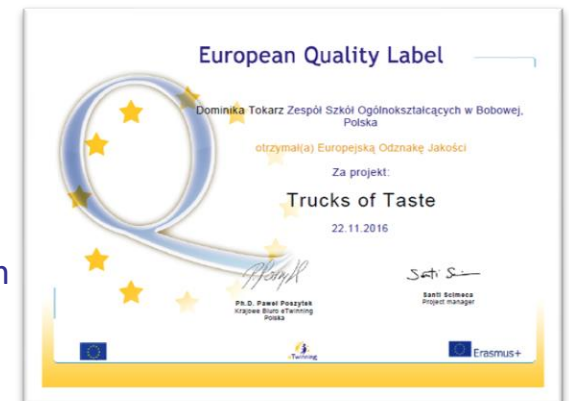 European Quality Label
Dominika Tokarz Zespół Szkół Ogólnokształcących w Bobowej,
Polska
otrzymał(a) Europejską Odznakę Jakości
Za projekt:
Trucks of Taste
22.11.2016
Ph.D. Paweł Poszytek
Krajowe Biuro eTwinning
Polska
Santi Scimeca
Project manager
eTwinning
Erasmus+